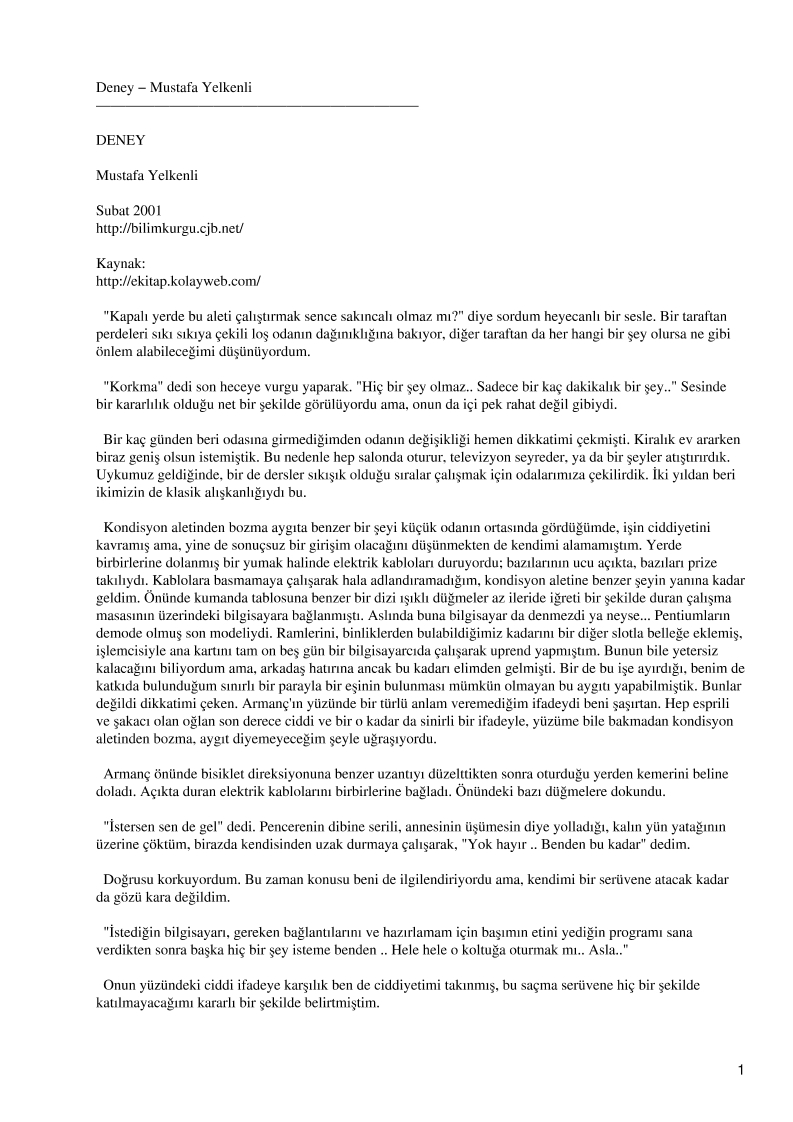 Deney − Mustafa Yelkenli
DENEY
Mustafa Yelkenli
Subat 2001
http://bilimkurgu.cjb.net/
Kaynak:
http://ekitap.kolayweb.com/
"Kapalı yerde bu aleti çalıştırmak sence sakıncalı olmaz mı?" diye sordum heyecanlı bir sesle. Bir taraftan
perdeleri sıkı sıkıya çekili loş odanın dağınıklığına bakıyor, diğer taraftan da her hangi bir şey olursa ne gibi
önlem alabileceğimi düşünüyordum.
"Korkma" dedi son heceye vurgu yaparak. "Hiç bir şey olmaz.. Sadece bir kaç dakikalık bir şey.." Sesinde
bir kararlılık olduğu net bir şekilde görülüyordu ama, onun da içi pek rahat değil gibiydi.
Bir kaç günden beri odasına girmediğimden odanın değişikliği hemen dikkatimi çekmişti. Kiralık ev ararken
biraz geniş olsun istemiştik. Bu nedenle hep salonda oturur, televizyon seyreder, ya da bir şeyler atıştırırdık.
Uykumuz geldiğinde, bir de dersler sıkışık olduğu sıralar çalışmak için odalarımıza çekilirdik. İki yıldan beri
ikimizin de klasik alışkanlığıydı bu.
Kondisyon aletinden bozma aygıta benzer bir şeyi küçük odanın ortasında gördüğümde, işin ciddiyetini
kavramış ama, yine de sonuçsuz bir girişim olacağını düşünmekten de kendimi alamamıştım. Yerde
birbirlerine dolanmış bir yumak halinde elektrik kabloları duruyordu; bazılarının ucu açıkta, bazıları prize
takılıydı. Kablolara basmamaya çalışarak hala adlandıramadığım, kondisyon aletine benzer şeyin yanına kadar
geldim. Önünde kumanda tablosuna benzer bir dizi ışıklı düğmeler az ileride iğreti bir şekilde duran çalışma
masasının üzerindeki bilgisayara bağlanmıştı. Aslında buna bilgisayar da denmezdi ya neyse... Pentiumların
demode olmuş son modeliydi. Ramlerini, binliklerden bulabildiğimiz kadarını bir diğer slotla belleğe eklemiş,
işlemcisiyle ana kartını tam on beş gün bir bilgisayarcıda çalışarak uprend yapmıştım. Bunun bile yetersiz
kalacağını biliyordum ama, arkadaş hatırına ancak bu kadarı elimden gelmişti. Bir de bu işe ayırdığı, benim de
katkıda bulunduğum sınırlı bir parayla bir eşinin bulunması mümkün olmayan bu aygıtı yapabilmiştik. Bunlar
değildi dikkatimi çeken. Armanç'ın yüzünde bir türlü anlam veremediğim ifadeydi beni şaşırtan. Hep esprili
ve şakacı olan oğlan son derece ciddi ve bir o kadar da sinirli bir ifadeyle, yüzüme bile bakmadan kondisyon
aletinden bozma, aygıt diyemeyeceğim şeyle uğraşıyordu.
Armanç önünde bisiklet direksiyonuna benzer uzantıyı düzelttikten sonra oturduğu yerden kemerini beline
doladı. Açıkta duran elektrik kablolarını birbirlerine bağladı. Önündeki bazı düğmelere dokundu.
"İstersen sen de gel" dedi. Pencerenin dibine serili, annesinin üşümesin diye yolladığı, kalın yün yatağının
üzerine çöktüm, birazda kendisinden uzak durmaya çalışarak, "Yok hayır .. Benden bu kadar" dedim.
Doğrusu korkuyordum. Bu zaman konusu beni de ilgilendiriyordu ama, kendimi bir serüvene atacak kadar
da gözü kara değildim.
"İstediğin bilgisayarı, gereken bağlantılarını ve hazırlamam için başımın etini yediğin programı sana
verdikten sonra başka hiç bir şey isteme benden .. Hele hele o koltuğa oturmak mı.. Asla.."
Onun yüzündeki ciddi ifadeye karşılık ben de ciddiyetimi takınmış, bu saçma serüvene hiç bir şekilde
katılmayacağımı kararlı bir şekilde belirtmiştim.
1